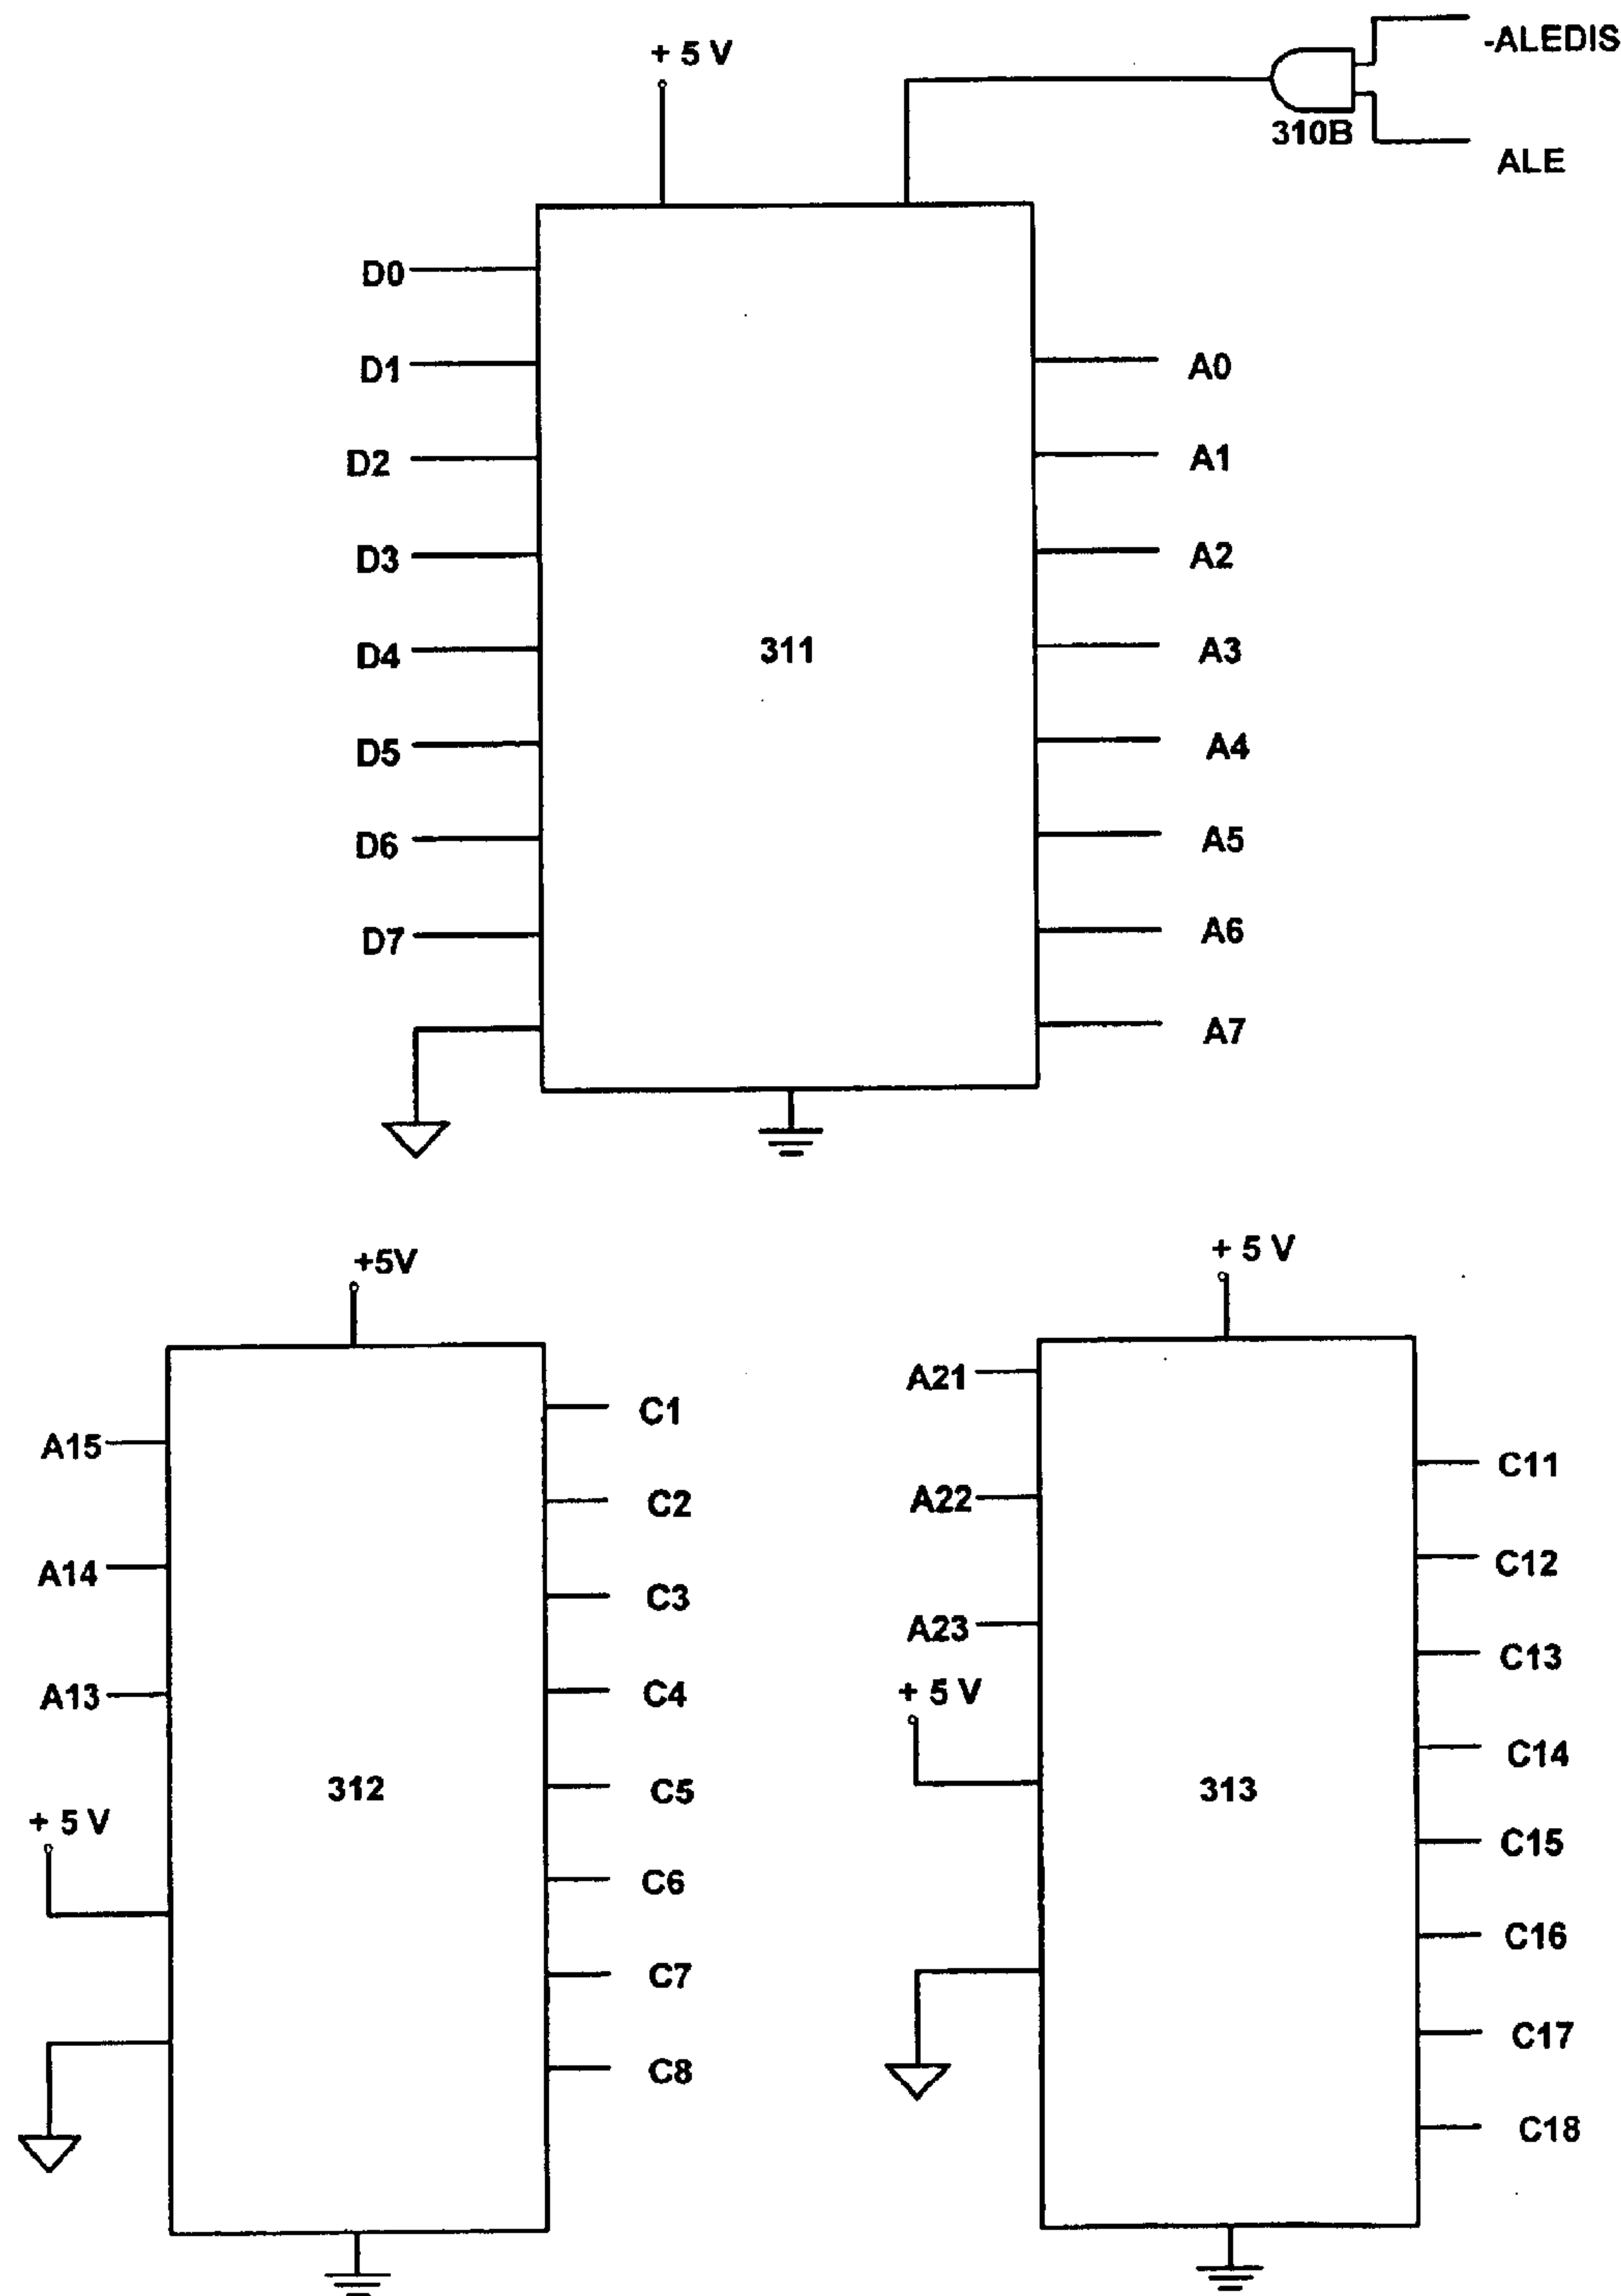 + 5 V
-ALEDIS
310B
ALE
D0
D1
A0
D2
A1
D3
A2
D4
311
A3
D5
A4
D6
A5
D7
A6
A7
+5V
+ 5 V
A21
C1
A15
C11
A22
C2
C12
A14
C3
A23
C13
A13
C4
+ 5 V
C14
312
C5
313
+ 5 V
C15
C6
C16
C7
C17
C8
C18